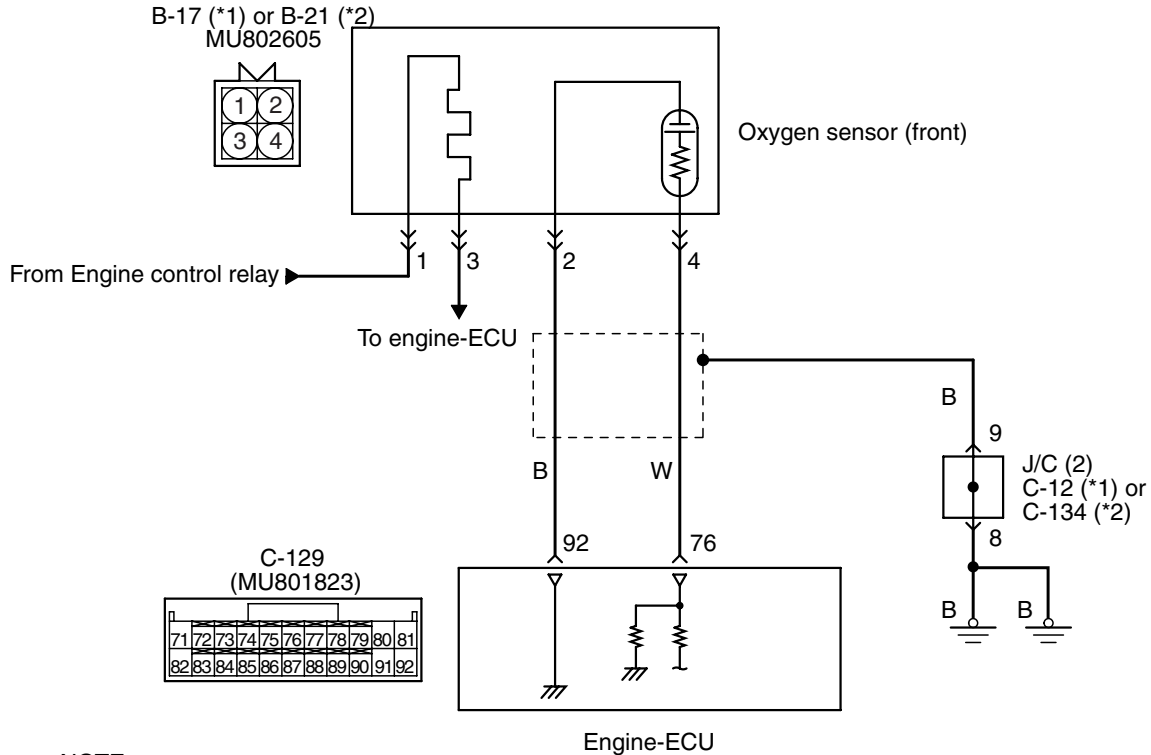 B-17 (*1) or B-21 (*2)
MU802605
1 2
3 4
Oxygen sensor (front)
1 3 2 4
From Engine control relay
To engine-ECU
B
9
J/C (2)
C-12 (*1) or
C-134 (*2)
8
B W
92 76
B B
C-129
(MU801823)
71 72 73 74 75 76 77 78 79 80 81
82 83 84 85 86 87 88 89 90 91 92
Engine-ECU